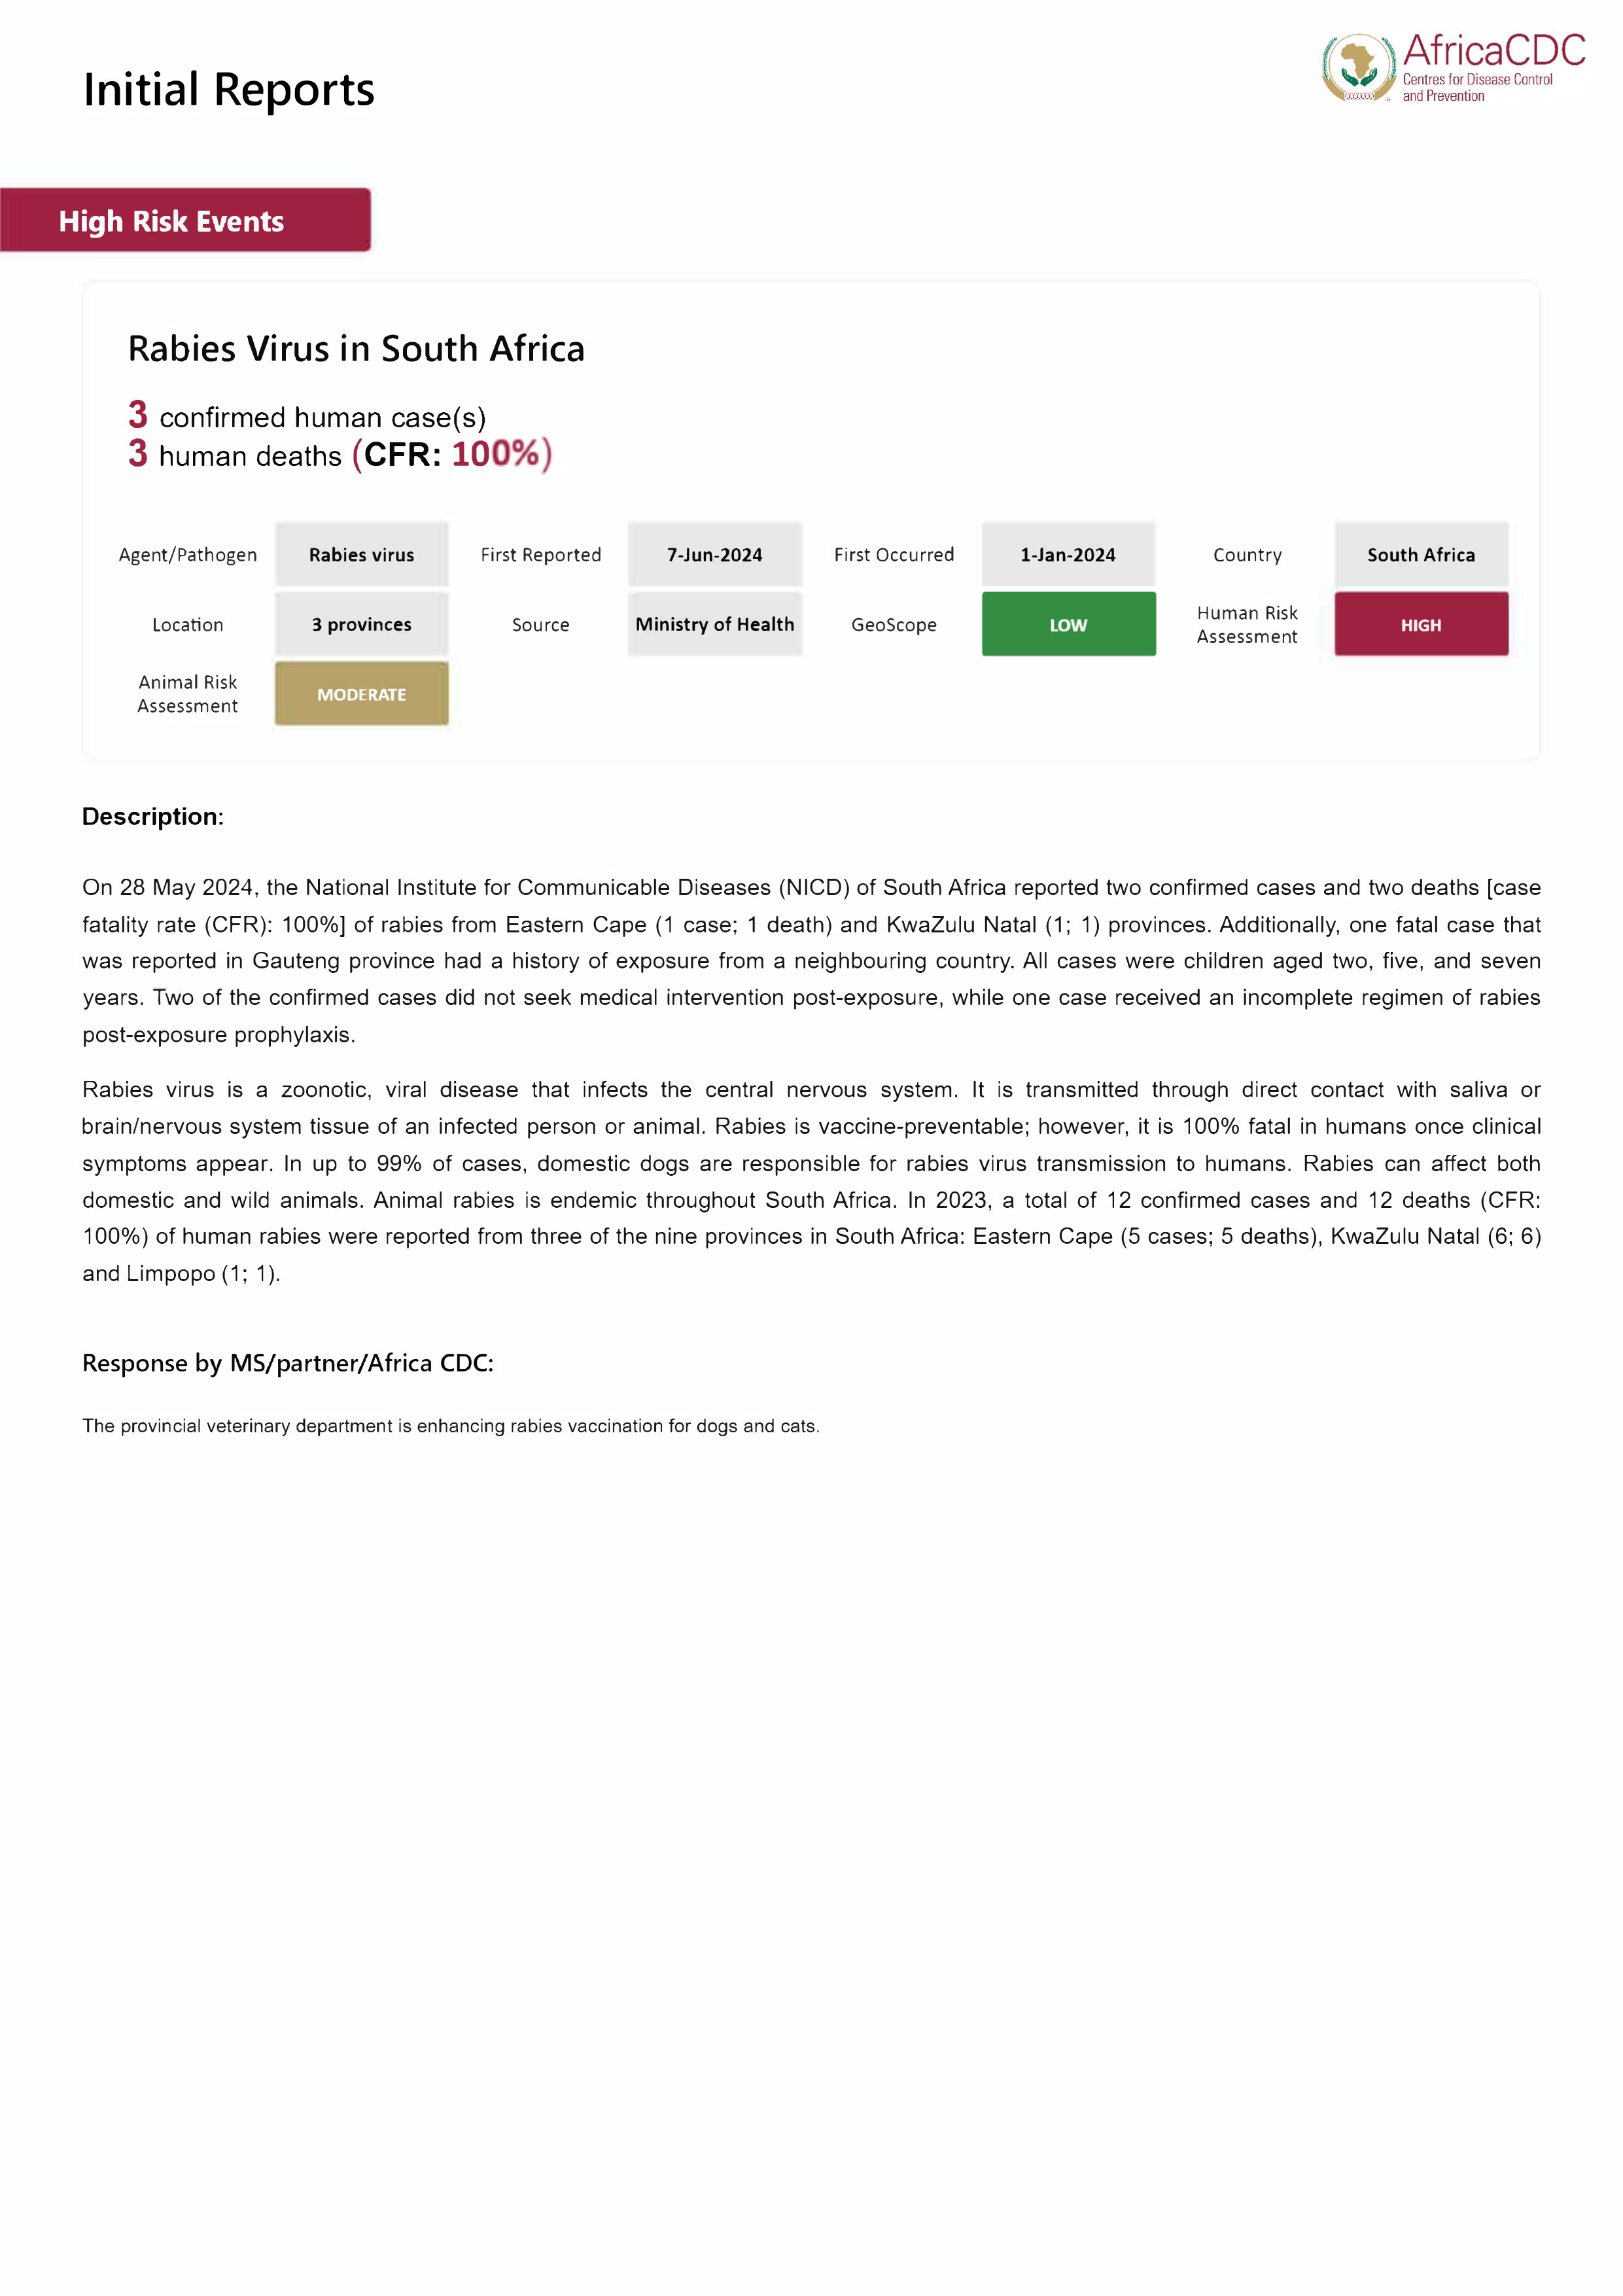 Initial Reports
AfricaCDC
Centres for Disease Control
and Prevention
High Risk Events
Rabies Virus in South Africa
3 confirmed human case(s)
3 human deaths (CFR: 100%)
Agent/Pathogen Rabies virus First Reported 7-Jun-2024 First Occurred 1-Jan-2024 Country South Africa
Location 3 provinces Source Ministry of Health GeoScope LOW Human Risk Assessment HIGH
Animal Risk Assessment MODERATE
Description:
On 28 May 2024, the National Institute for Communicable Diseases (NICD) of South Africa reported two confirmed cases and two deaths [case
fatality rate (CFR): 100%] of rabies from Eastern Cape (1 case; 1 death) and KwaZulu Natal (1; 1) provinces. Additionally, one fatal case that
was reported in Gauteng province had a history of exposure from a neighbouring country. All cases were children aged two, five, and seven
years. Two of the confirmed cases did not seek medical intervention post-exposure, while one case received an incomplete regimen of rabies
post-exposure prophylaxis.
Rabies virus is a zoonotic, viral disease that infects the central nervous system. It is transmitted through direct contact with saliva or
brain/nervous system tissue of an infected person or animal. Rabies is vaccine-preventable; however, it is 100% fatal in humans once clinical
symptoms appear. In up to 99% of cases, domestic dogs are responsible for rabies virus transmission to humans. Rabies can affect both
domestic and wild animals. Animal rabies is endemic throughout South Africa. In 2023, a total of 12 confirmed cases and 12 deaths (CFR:
100%) of human rabies were reported from three of the nine provinces in South Africa: Eastern Cape (5 cases; 5 deaths), KwaZulu Natal (6; 6)
and Limpopo (1; 1).
Response by MS/partner/Africa CDC:
The provincial veterinary department is enhancing rabies vaccination for dogs and cats.